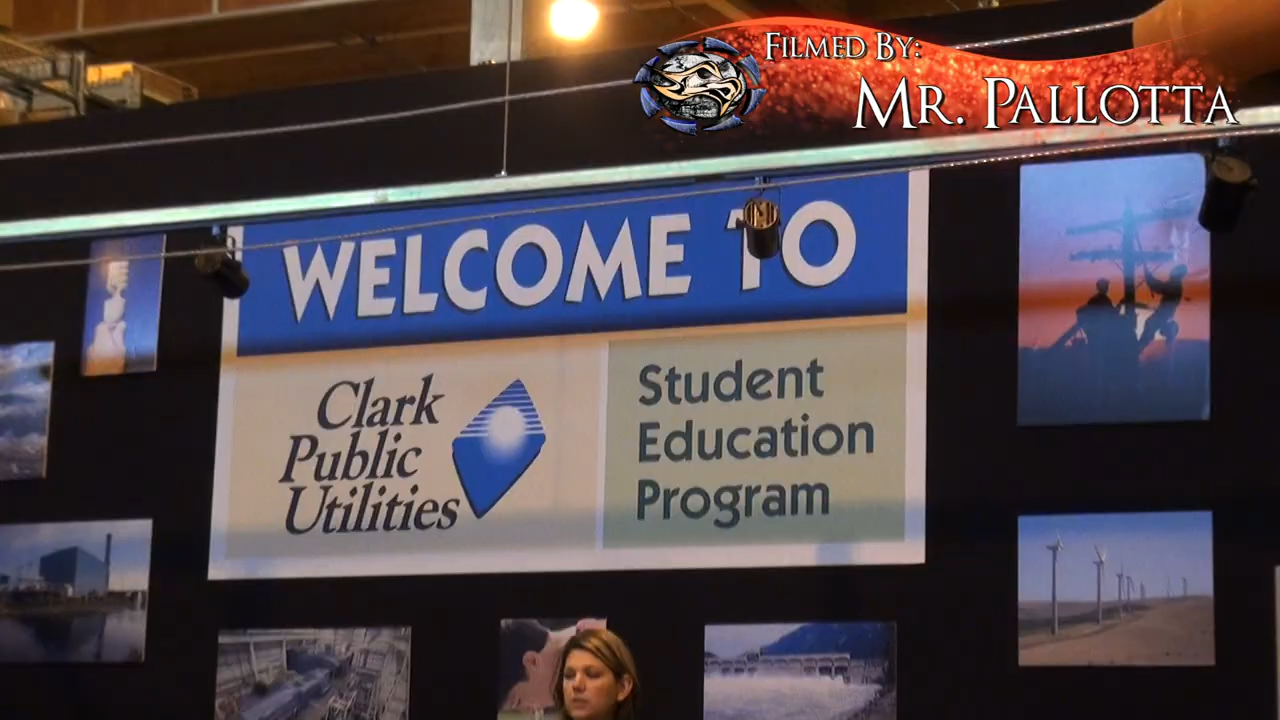 Filmed By:
Mr. Pallotta
WELCOME TO
Clark
Public
Utilities
Student
Education
Program